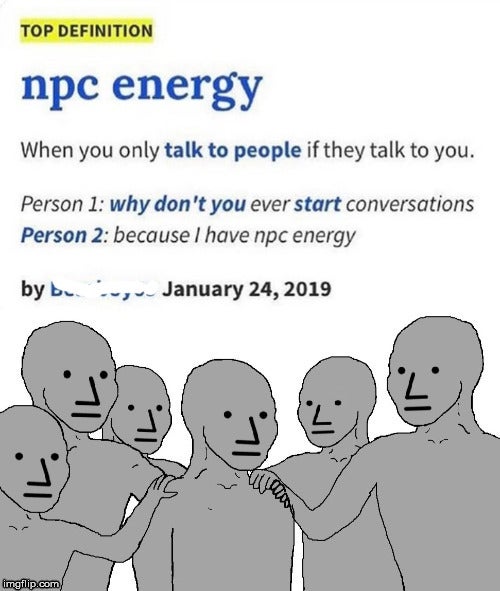 TOP DEFINITION
npc energy
When you only talk to people if they talk to you.
Person 1: why don't you ever start conversations
Person 2: because I have npc energy
by January 24, 2019
imgflip.com